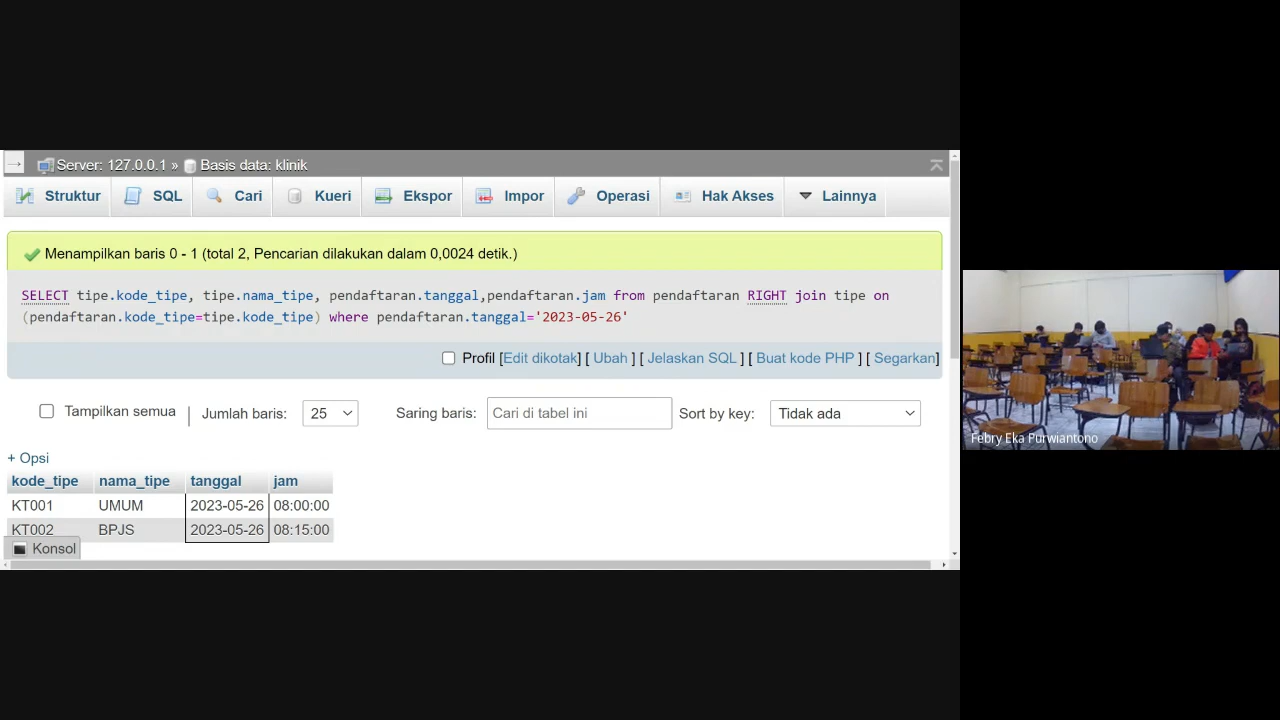 Server: 127.0.0.1 » Basis data: klinik
Struktur SQL Cari Kueri Ekspor Impor Operasi Hak Akses Lainnya
Menampilkan baris 0 - 1 (total 2, Pencarian dilakukan dalam 0,0024 detik.)
SELECT tipe.kode_tipe, tipe.nama_tipe, pendaftaran.tanggal,pendaftaran.jam from pendaftaran RIGHT join tipe on
(pendaftaran.kode_tipe=tipe.kode_tipe) where pendaftaran.tanggal='2023-05-26'
Profil [Edit dikotak] [ Ubah ] [ Jelaskan SQL ] [ Buat kode PHP ] [ Segarkan]
Tampilkan semua | Jumlah baris: 25 Saring baris: Cari di tabel ini Sort by key: Tidak ada
+ Opsi
kode_tipe nama_tipe tanggal jam
KT001 UMUM 2023-05-26 08:00:00
KT002 BPJS 2023-05-26 08:15:00
Konsol
Febry Eka Purwiantono